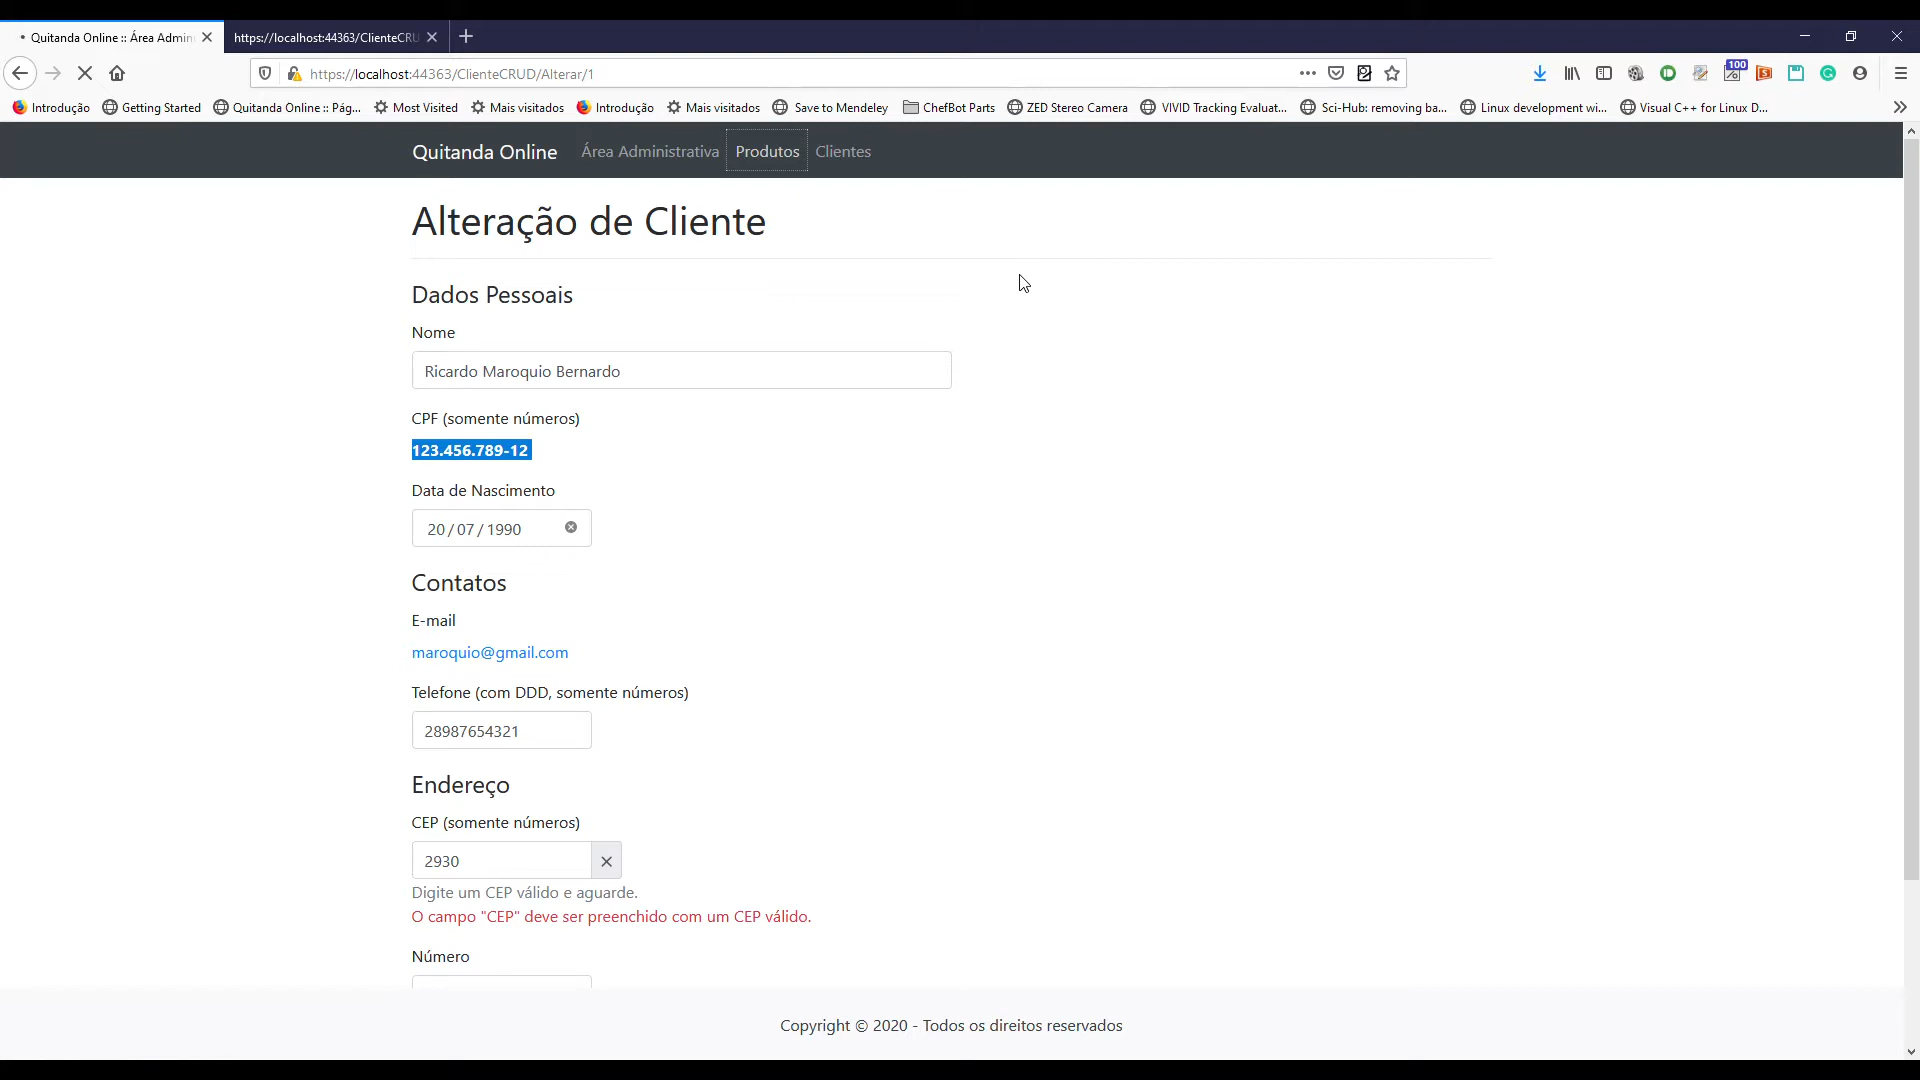 Quitanda Online :: Área Admin
https://localhost:44363/ClienteCRU
https://localhost:44363/ClienteCRUD/Alterar/1
100
Introdução
Getting Started
Quitanda Online :: Pág...
Most Visited
Mais visitados
Introdução
Mais visitados
Save to Mendeley
ChefBot Parts
ZED Stereo Camera
VIVID Tracking Evaluat...
Sci-Hub: removing ba...
Linux development wi...
Visual C++ for Linux D...
Quitanda Online
Área Administrativa
Produtos
Clientes
Alteração de Cliente
Dados Pessoais
Nome
Ricardo Maroquio Bernardo
CPF (somente números)
123.456.789-12
Data de Nascimento
20/07/1990
Contatos
E-mail
maroquio@gmail.com
Telefone (com DDD, somente números)
28987654321
Endereço
CEP (somente números)
2930
Digite um CEP válido e aguarde.
O campo "CEP" deve ser preenchido com um CEP válido.
Número
Copyright © 2020 - Todos os direitos reservados